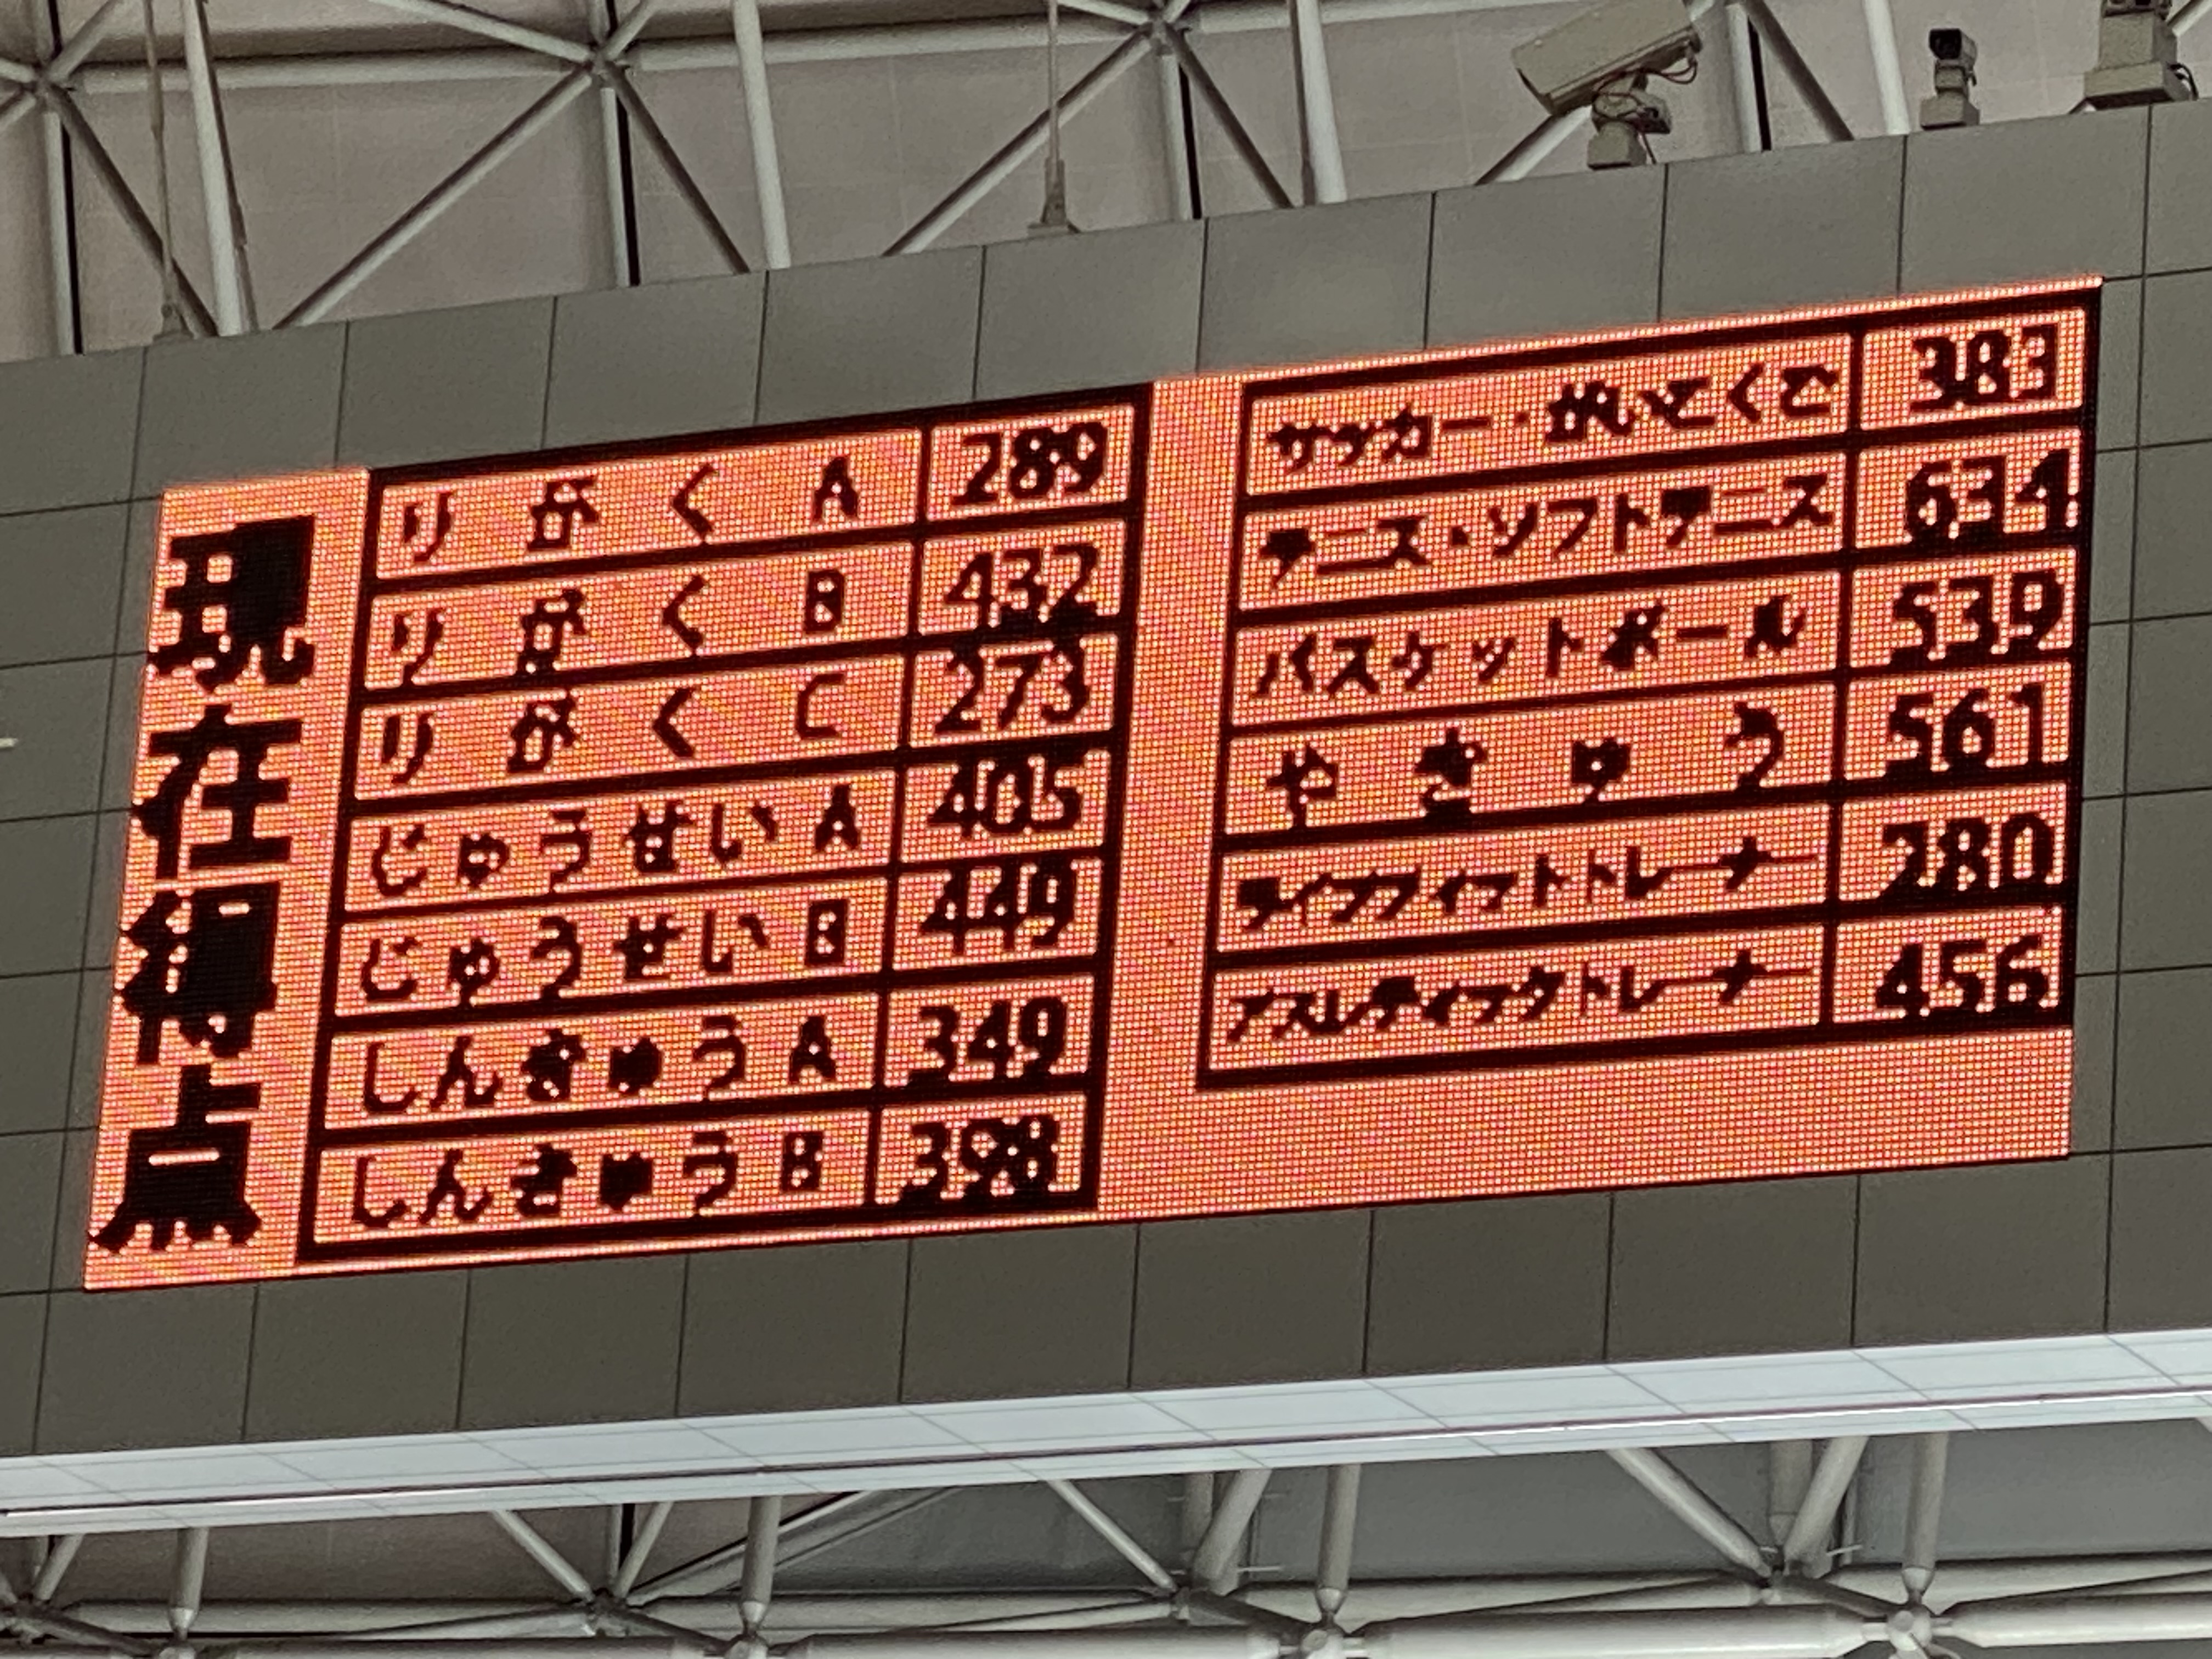 現在得点
りがくA 289
りがくB 432
りがくC 273
じゅうせいA 405
じゅうせいB 449
しんきゅうA 349
しんきゅうB 398
サッカー・ 383
テニス・ソフトテニス 634
バスケットボール 539
やきゅう 561
ライフフィットトレーナー 280
アスレティックトレーナー 456